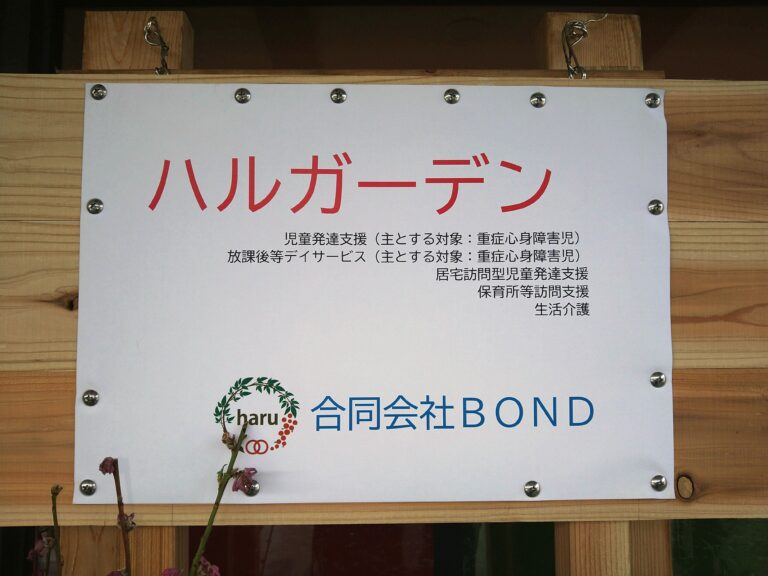 ハルガーデン
児童発達支援（主とする対象：重症心身障害児）
放課後等デイサービス（主とする対象：重症心身障害児）
居宅訪問型児童発達支援
保育所等訪問支援
生活介護
haru
合同会社ＢＯＮＤ